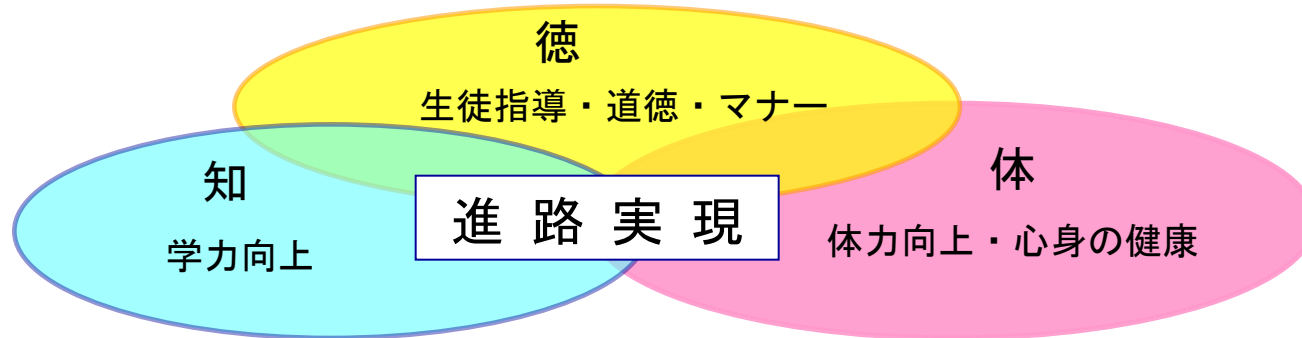 徳
生徒指導・道徳・マナー
知
学力向上
進路実現
体
体力向上・心身の健康